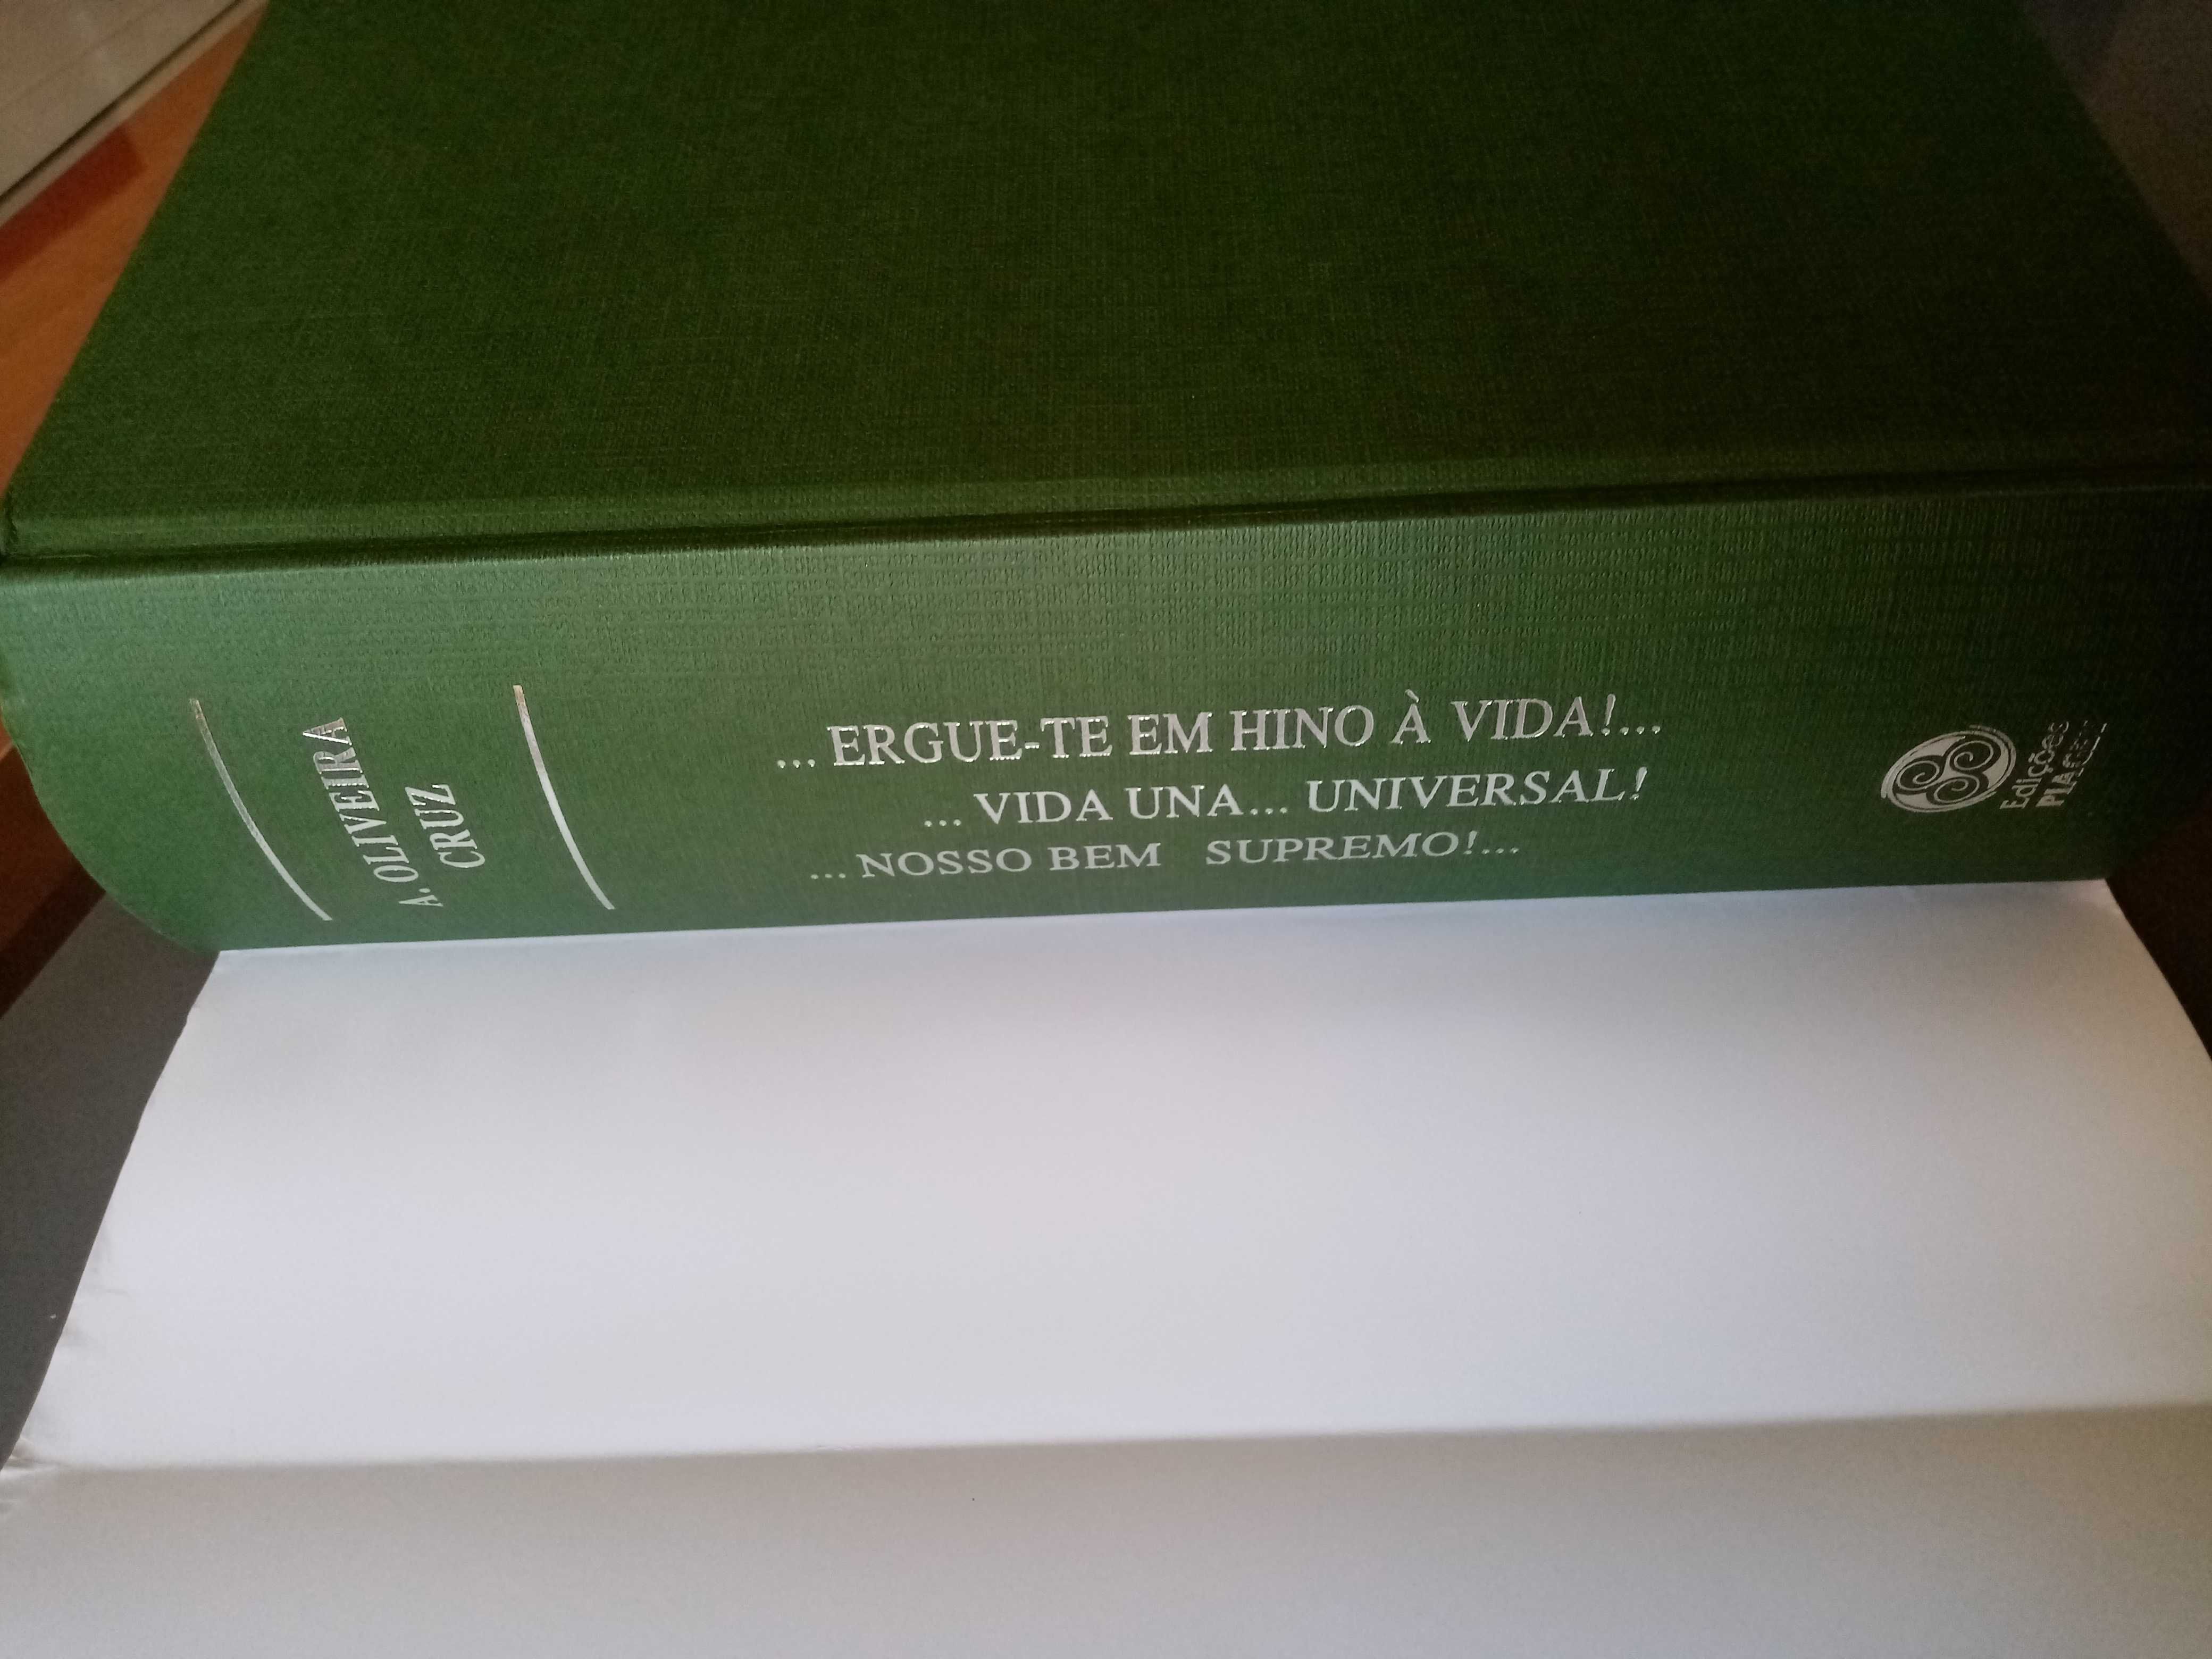 A. OLIVEIRA
CRUZ
... ERGUE-TE EM HINO À VIDA!...
... VIDA UNA... UNIVERSAL!
... NOSSO BEM SUPREMO!...
Edições